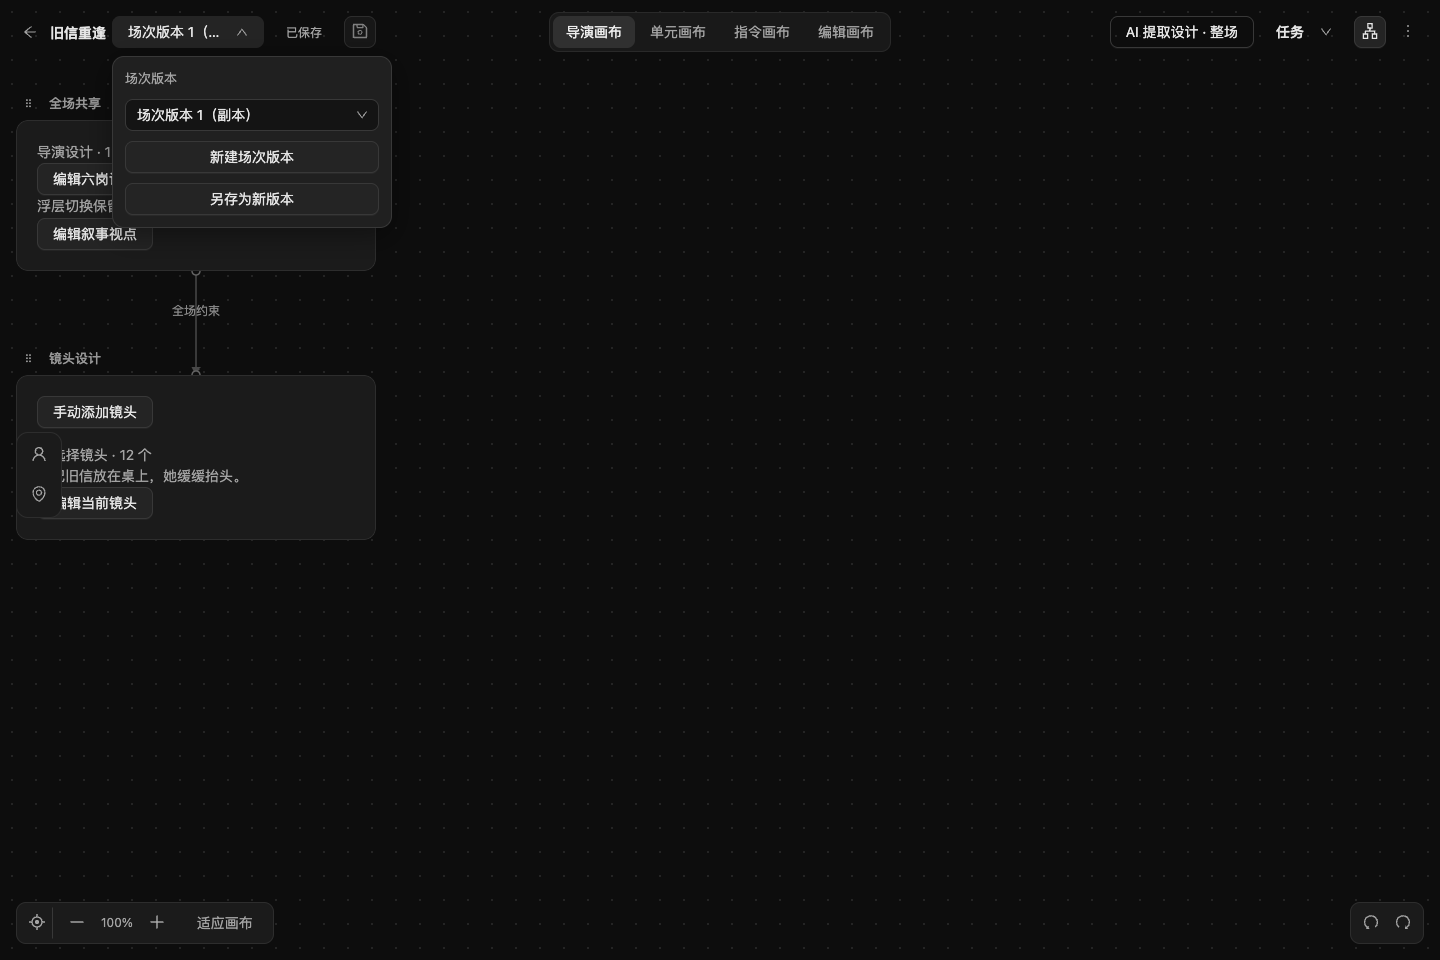 旧信重逢
场次版本 1（...
已保存
导演画布
单元画布
指令画布
编辑画布
AI 提取设计 · 整场
任务
场次版本
场次版本 1（副本）
新建场次版本
另存为新版本
全场共享
导演设计 · 1
编辑六岗
浮层切换保留
编辑叙事视点
全场约束
镜头设计
手动添加镜头
选择镜头 · 12 个
旧信放在桌上，她缓缓抬头。
编辑当前镜头
100%
适应画布